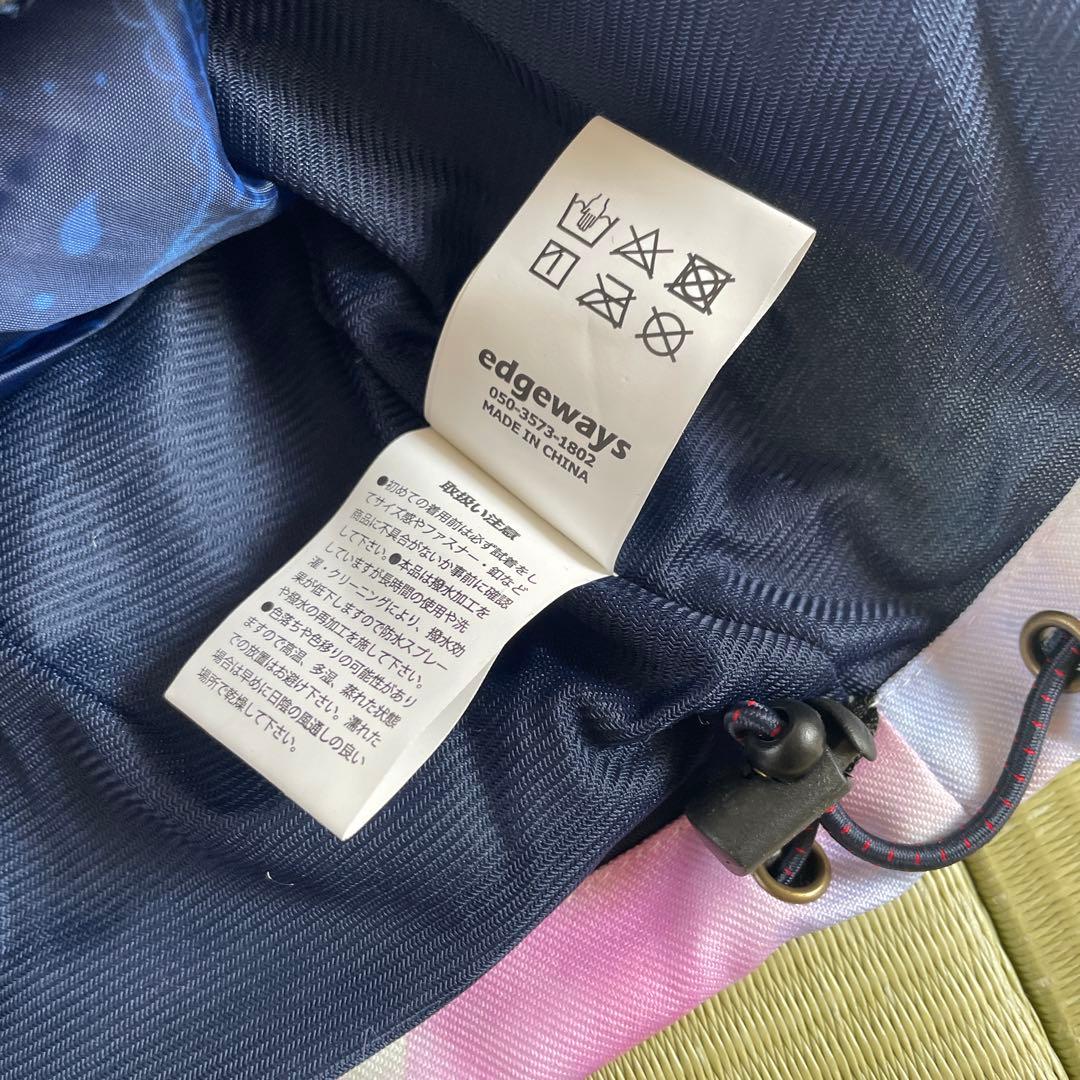 edgeways
050-3573-1802
MADE IN CHINA
取扱い注意
●初めての着用前は必ず試着をし
てサイズ感やファスナー・釦など
商品に不具合がないか事前に確認
して下さい。●本品は撥水加工を
していますが長時間の使用や洗
濯・クリーニングにより、撥水効
果が低下しますので防水スプレー
や撥水の再加工を施して下さい。
●色落ちや色移りの可能性があり
ますので高温、多湿、蒸れた状態
での放置はお避け下さい。濡れた
場合は早めに日陰の風通しの良い
場所で乾燥して下さい。